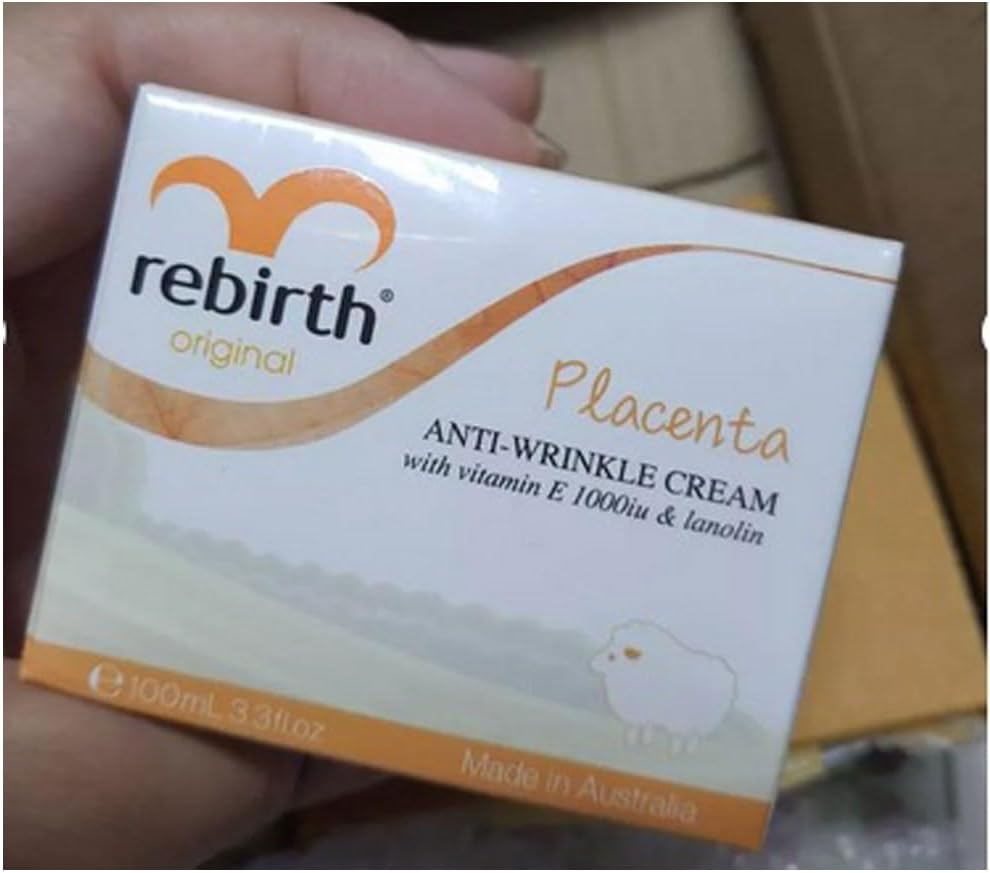 rebirth®
original
Placenta
ANTI-WRINKLE CREAM
with vitamin E 1000iu & lanolin
℮ 100mL 3.3fl.oz
Made in Australia